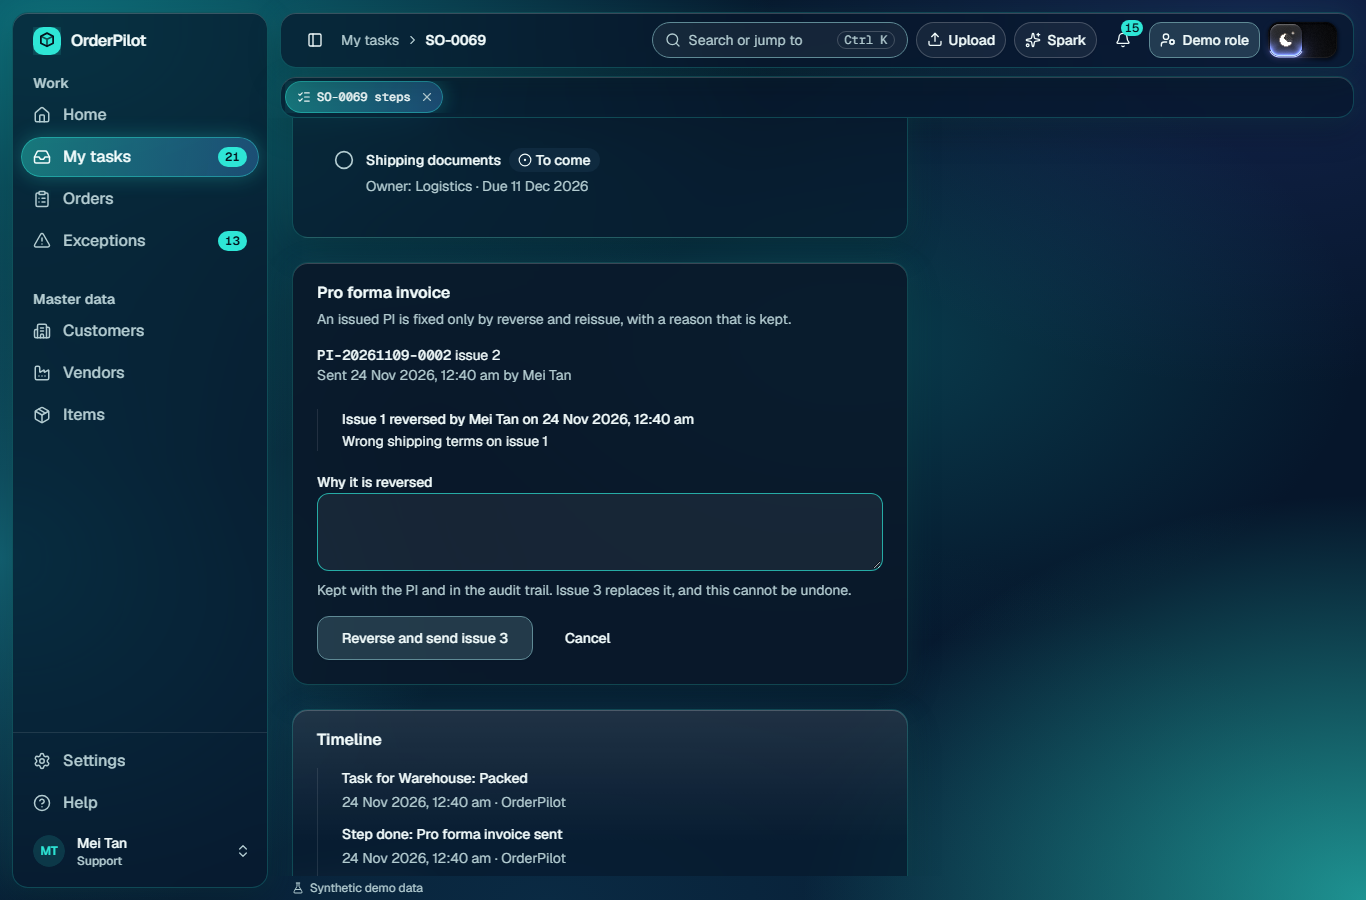 OrderPilot
Work
Home
My tasks 21
Orders
Exceptions 13
Master data
Customers
Vendors
Items
Settings
Help
MT
Mei Tan
Support
My tasks > SO-0069
Search or jump to Ctrl K
Upload
Spark
15
Demo role
SO-0069 steps
Shipping documents To come
Owner: Logistics · Due 11 Dec 2026
Pro forma invoice
An issued PI is fixed only by reverse and reissue, with a reason that is kept.
PI-20261109-0002 issue 2
Sent 24 Nov 2026, 12:40 am by Mei Tan
Issue 1 reversed by Mei Tan on 24 Nov 2026, 12:40 am
Wrong shipping terms on issue 1
Why it is reversed
Kept with the PI and in the audit trail. Issue 3 replaces it, and this cannot be undone.
Reverse and send issue 3 Cancel
Timeline
Task for Warehouse: Packed
24 Nov 2026, 12:40 am · OrderPilot
Step done: Pro forma invoice sent
24 Nov 2026, 12:40 am · OrderPilot
Synthetic demo data